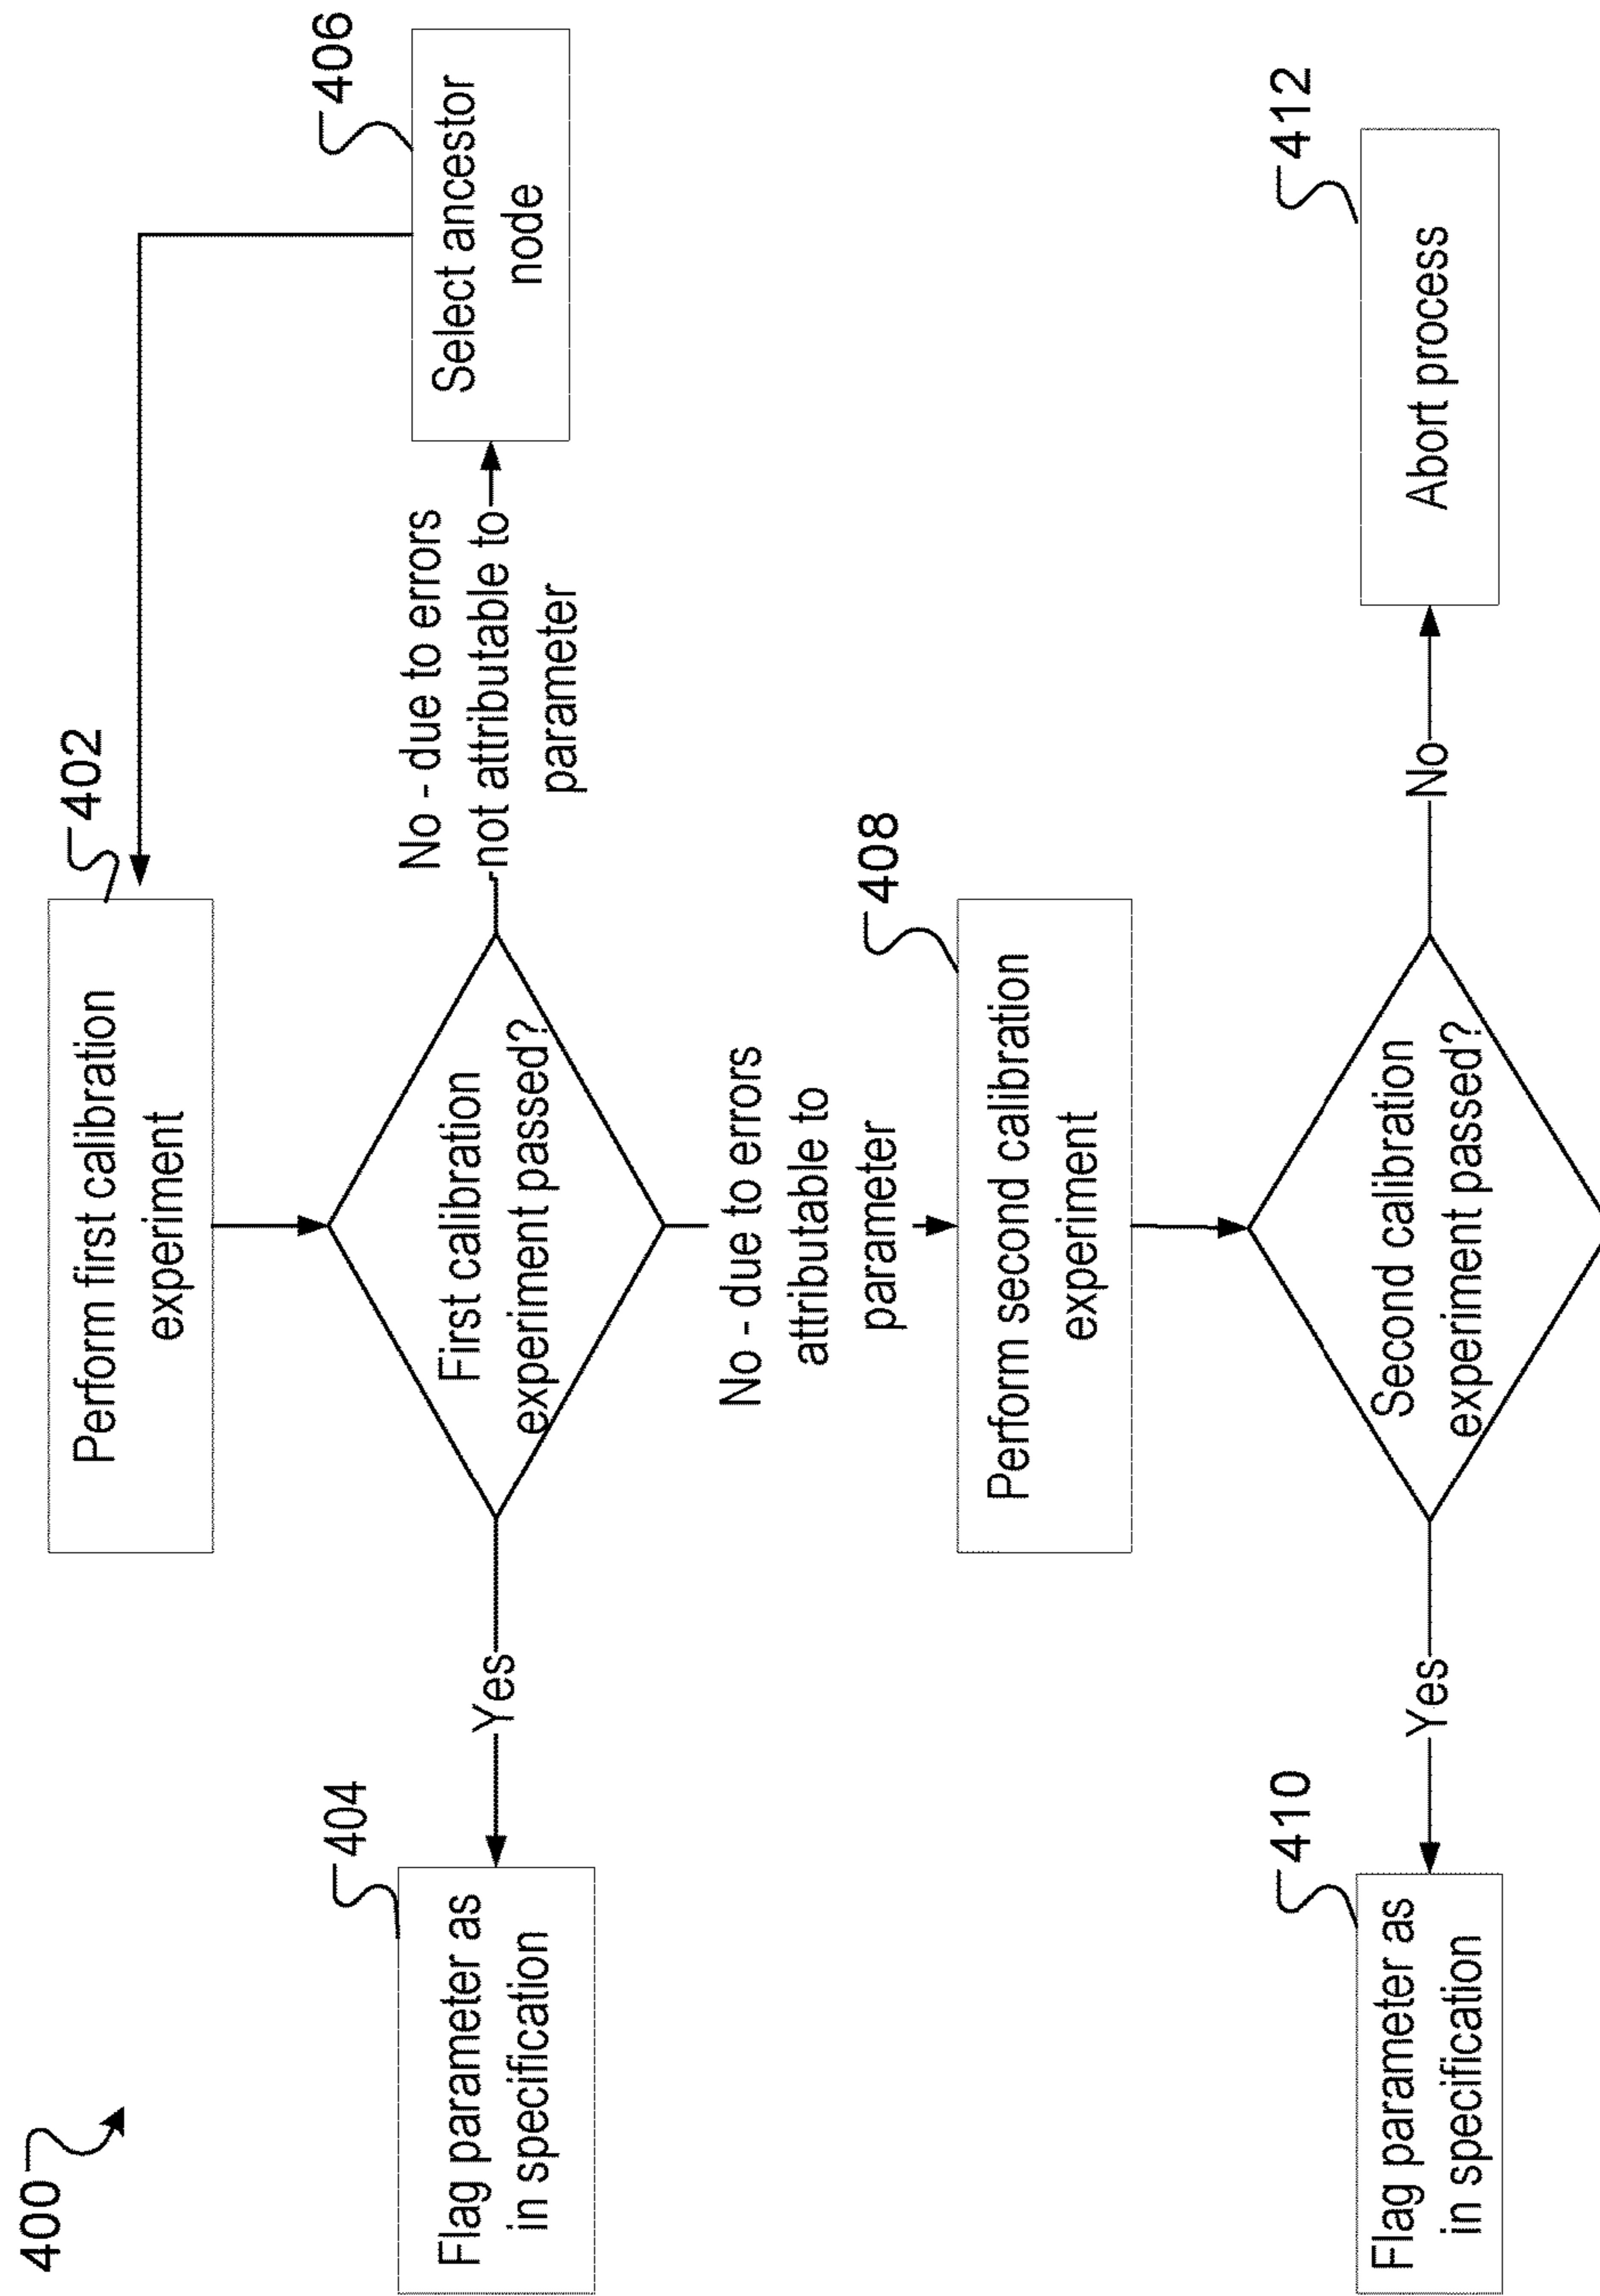 400
402
Perform first calibration
experiment
404
406
Flag parameter as
in specification
Yes
First calibration
experiment passed?
No - due to errors
not attributable to
parameter
Select ancestor
node
No - due to errors
attributable to
parameter
408
Perform second calibration
experiment
410
412
Flag parameter as
in specification
Yes
Second calibration
experiment passed?
No
Abort process